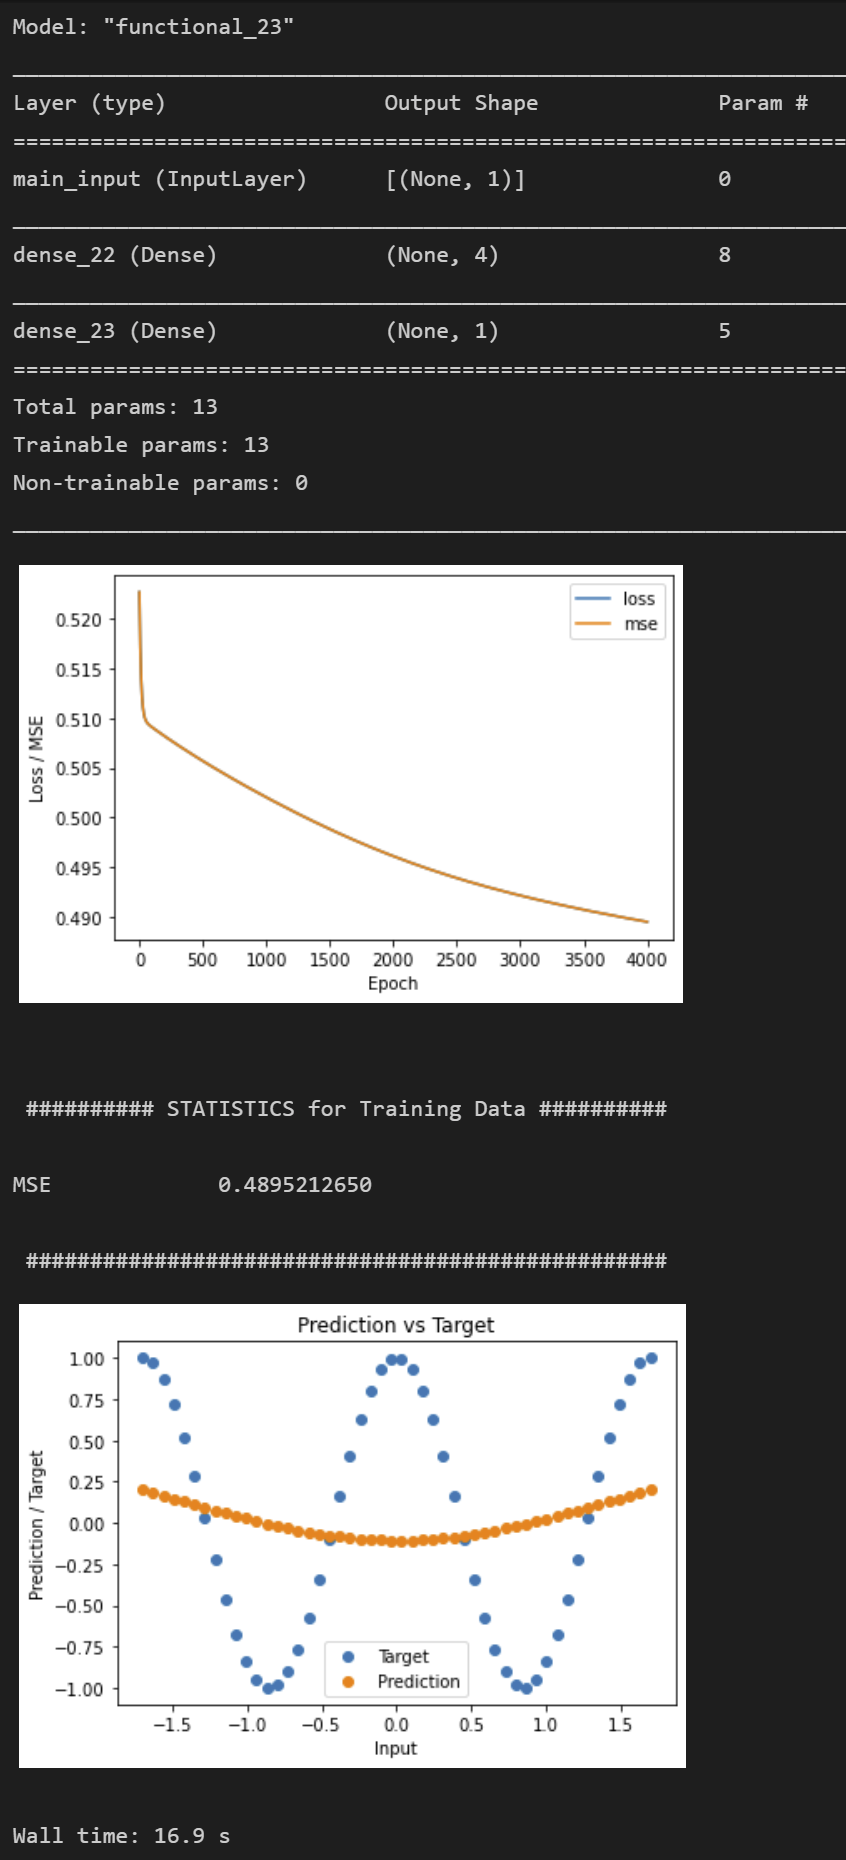 Model: "functional_23"
Layer (type) Output Shape Param #
main_input (InputLayer) [(None, 1)] 0
dense_22 (Dense) (None, 4) 8
dense_23 (Dense) (None, 1) 5
Total params: 13
Trainable params: 13
Non-trainable params: 0
loss
mse
0.520
0.515
0.510
0.505
0.500
0.495
0.490
Loss / MSE
0 500 1000 1500 2000 2500 3000 3500 4000
Epoch
########## STATISTICS for Training Data ##########
MSE 0.4895212650
##################################################
Prediction vs Target
1.00
0.75
0.50
0.25
0.00
−0.25
−0.50
−0.75
−1.00
Prediction / Target
Target
Prediction
−1.5 −1.0 −0.5 0.0 0.5 1.0 1.5
Input
Wall time: 16.9 s